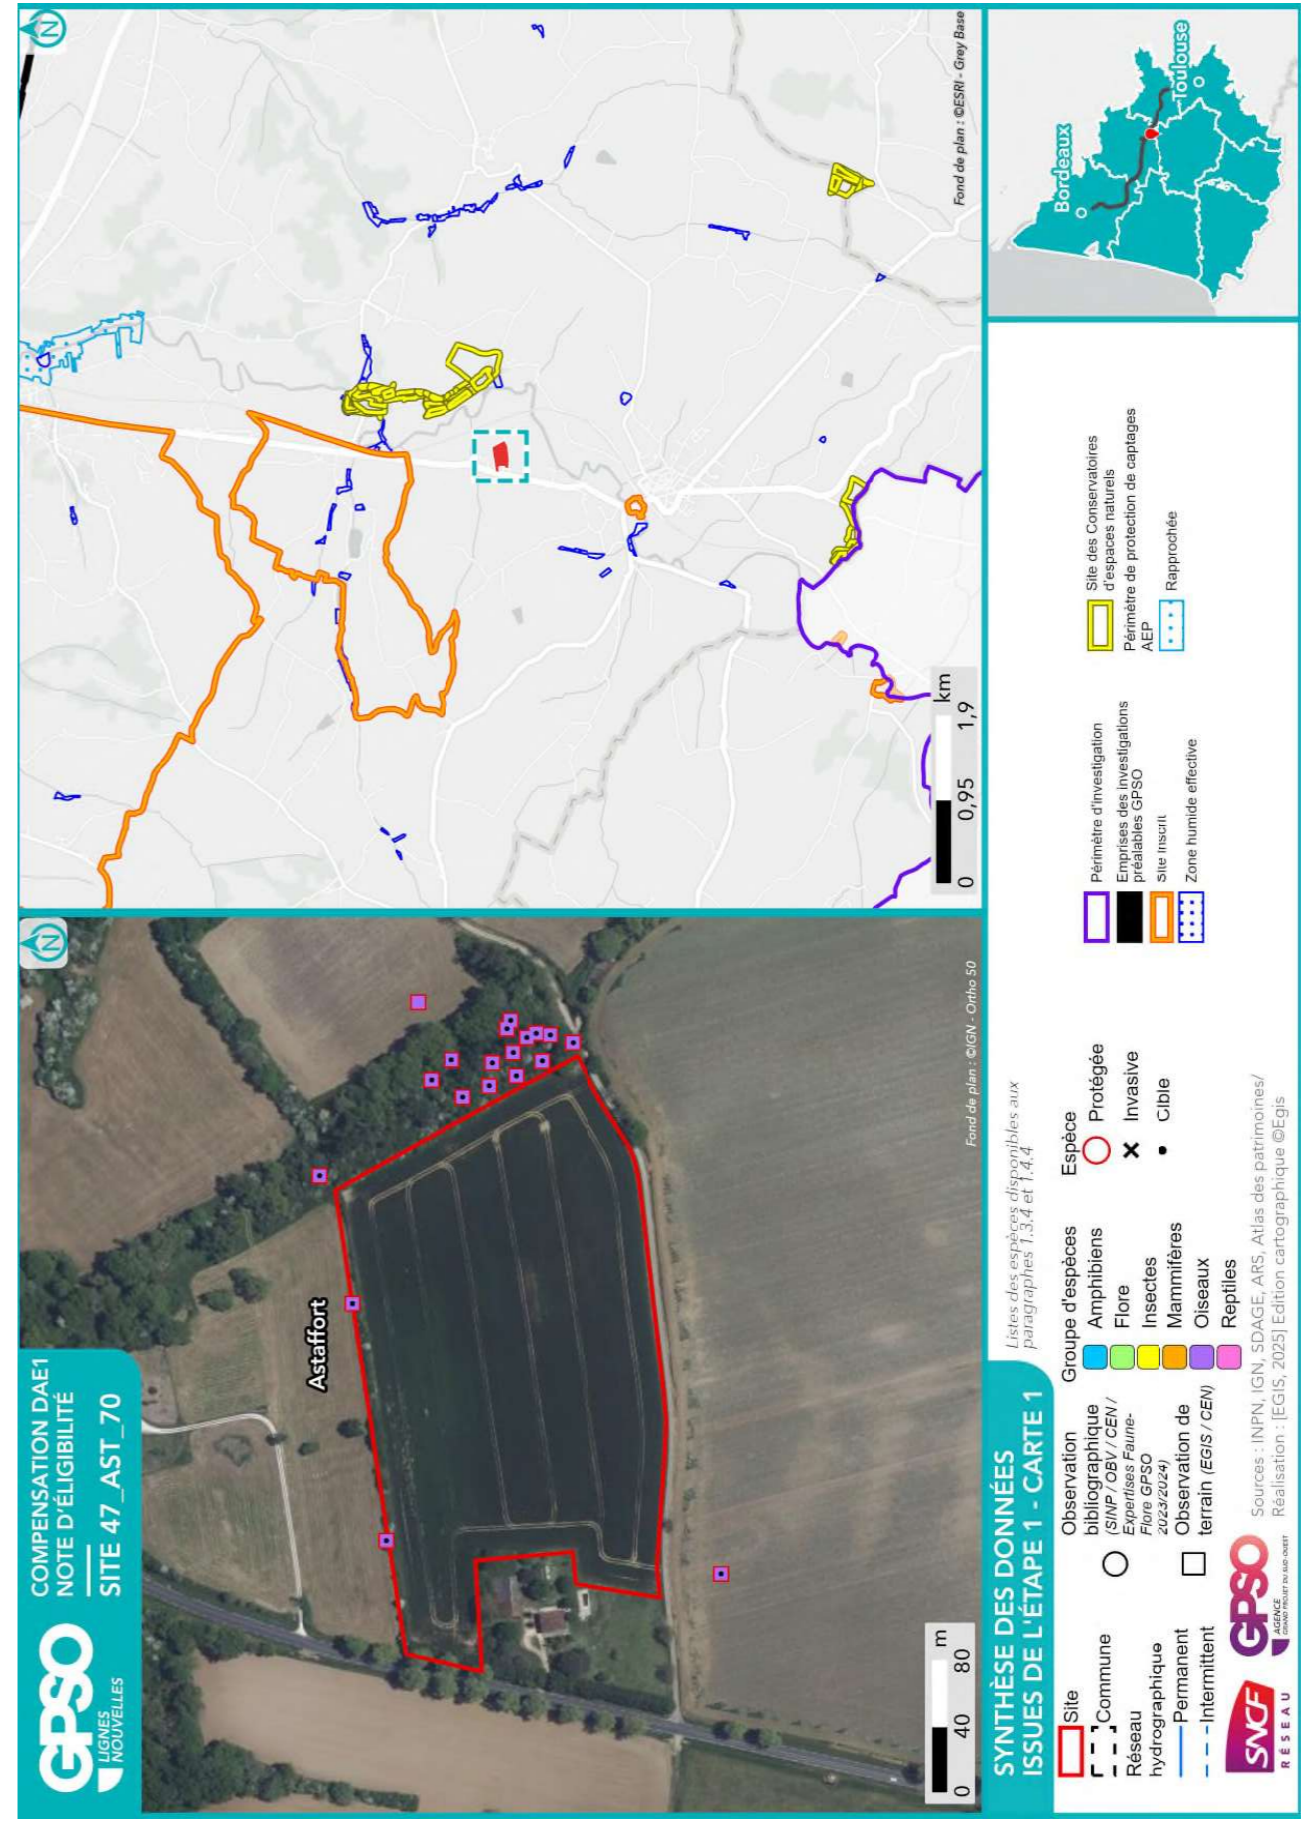 GPSO
LIGNES
NOUVELLES
COMPENSATION DAE1
NOTE D'ÉLIGIBILITÉ
SITE 47_AST_70
N
Astaffort
0 40 80 m
Fond de plan : ©IGN - Ortho 50
N
0 0,95 1,9 km
Fond de plan : ©ESRI - Grey Base
SYNTHÈSE DES DONNÉES
ISSUES DE L'ÉTAPE 1 - CARTE 1
Listes des espèces disponibles aux
paragraphes 1.3.4 et 1.4.4
Site
Commune
Réseau
hydrographique
Permanent
Intermittent
Observation
bibliographique
(SINP / OBV / CEN /
Expertises Faune-
Flore GPSO
2023/2024)
Observation de
terrain (EGIS / CEN)
Groupe d'espèces
Amphibiens
Flore
Insectes
Mammifères
Oiseaux
Reptiles
Espèce
Protégée
Invasive
Cible
Périmètre d'investigation
Emprises des investigations
préalables GPSO
Site inscrit
Zone humide effective
Site des Conservatoires
d'espaces naturels
Périmètre de protection de captages
AEP
Rapprochée
Bordeaux
Toulouse
SNCF
RÉSEAU
GPSO
AGENCE
GRAND PROJET DU SUD-OUEST
Sources : INPN, IGN, SDAGE, ARS, Atlas des patrimoines/
Réalisation : [EGIS, 2025] Edition cartographique ©Egis